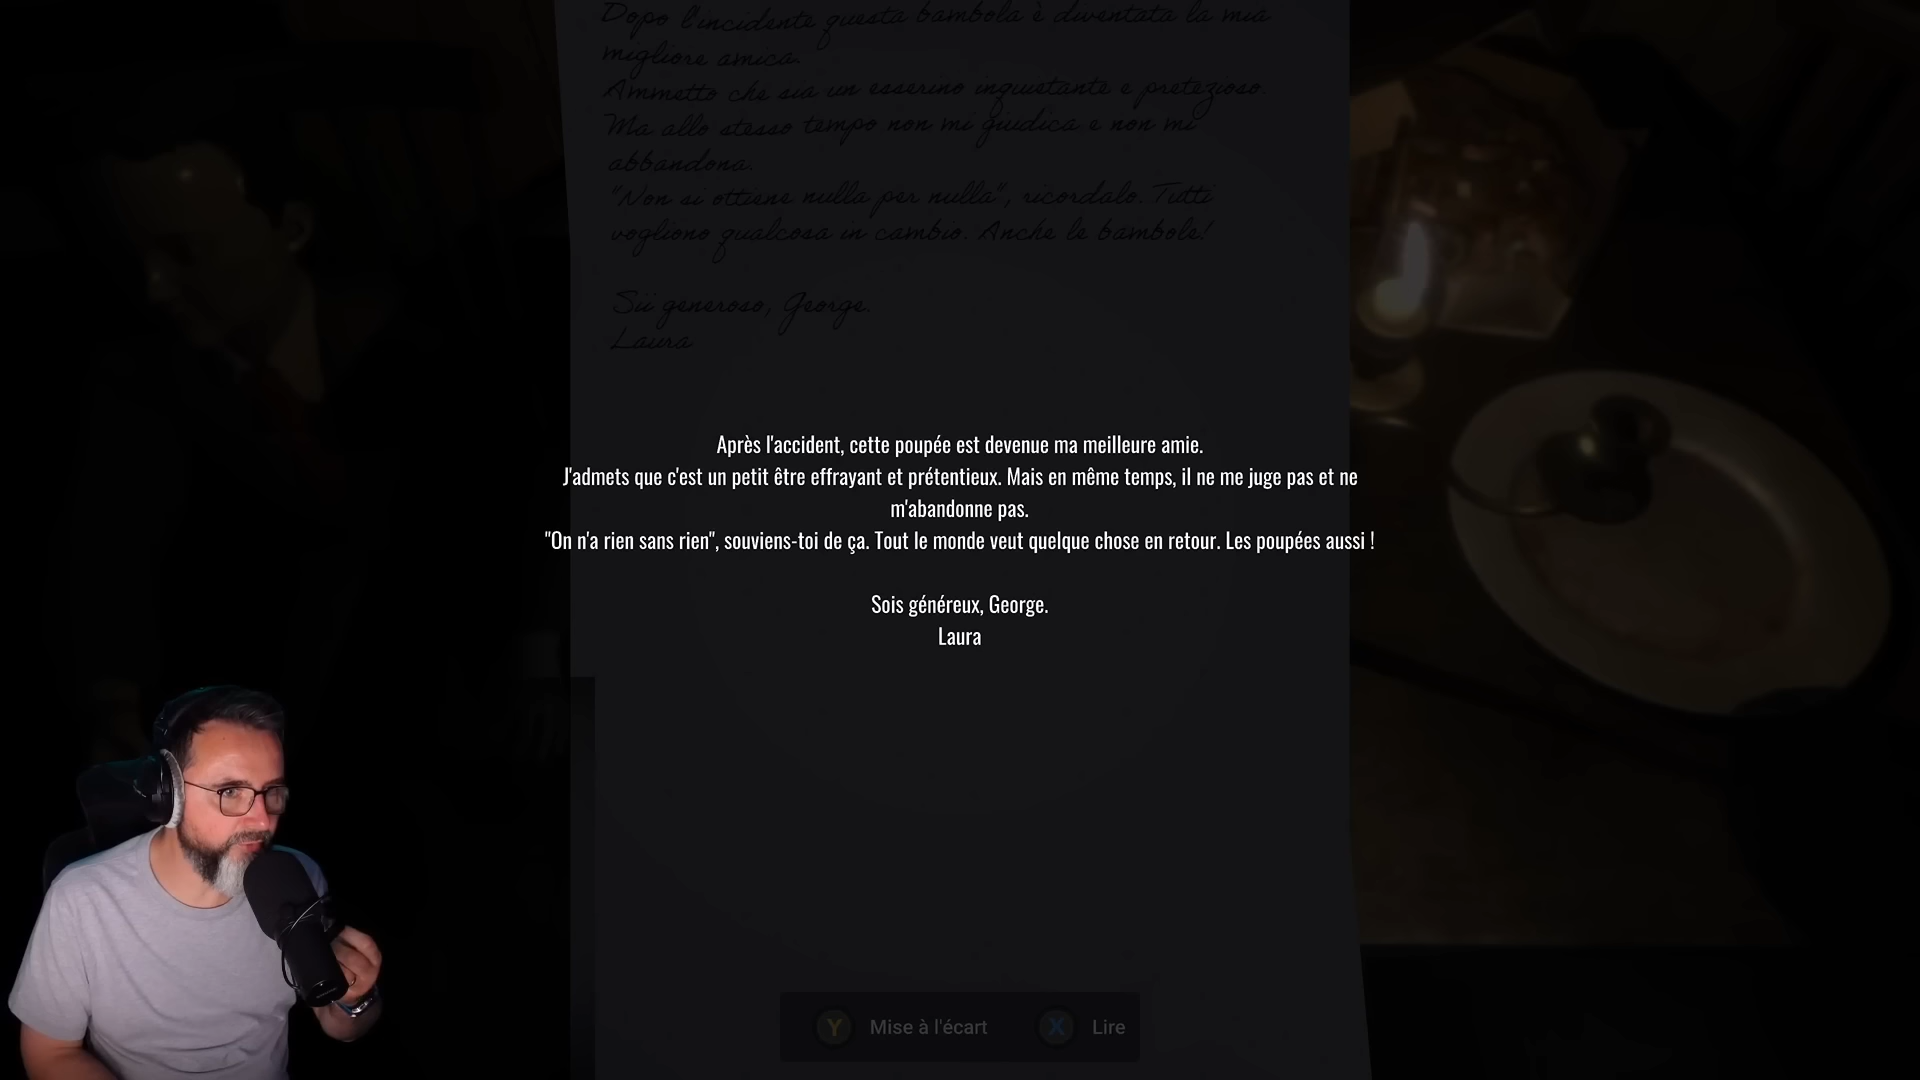 Dopo l'incidente questa bambola è diventata la mia
migliore amica.
Ammetto che sia un esserino inquietante e pretezioso.
Ma allo stesso tempo non mi giudica e non mi
abbandona.
"Non si ottiene nulla per nulla", ricordalo. Tutti
vogliono qualcosa in cambio. Anche le bambole!
Sii generoso, George.
Laura
Après l'accident, cette poupée est devenue ma meilleure amie.
J'admets que c'est un petit être effrayant et prétentieux. Mais en même temps, il ne me juge pas et ne
m'abandonne pas.
"On n'a rien sans rien", souviens-toi de ça. Tout le monde veut quelque chose en retour. Les poupées aussi !
Sois généreux, George.
Laura
Y Mise à l'écart X Lire